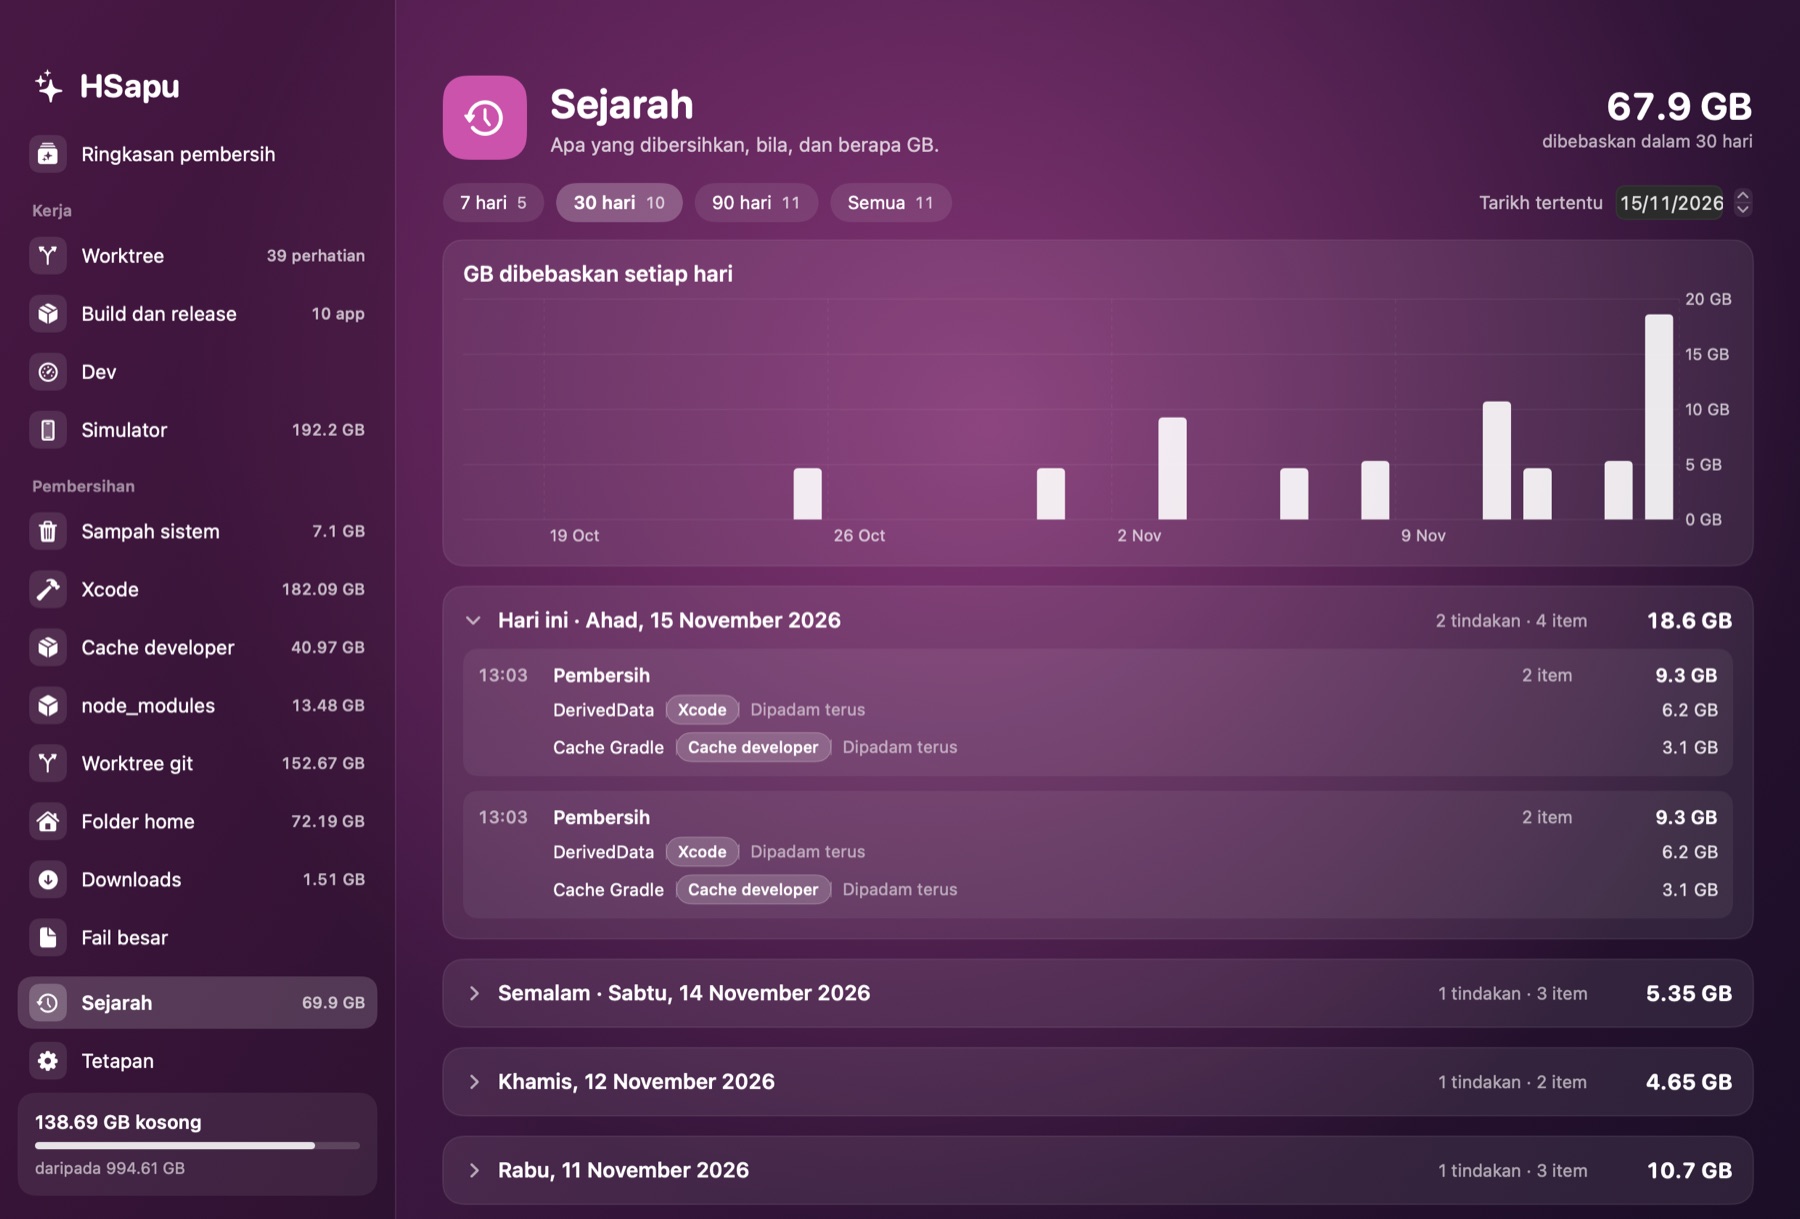 HSapu
Ringkasan pembersih
Kerja
Worktree 39 perhatian
Build dan release 10 app
Dev
Simulator 192.2 GB
Pembersihan
Sampah sistem 7.1 GB
Xcode 182.09 GB
Cache developer 40.97 GB
node_modules 13.48 GB
Worktree git 152.67 GB
Folder home 72.19 GB
Downloads 1.51 GB
Fail besar
Sejarah 69.9 GB
Tetapan
138.69 GB kosong
daripada 994.61 GB
Sejarah
Apa yang dibersihkan, bila, dan berapa GB.
67.9 GB
dibebaskan dalam 30 hari
7 hari 5 30 hari 10 90 hari 11 Semua 11
Tarikh tertentu 15/11/2026
GB dibebaskan setiap hari
20 GB
15 GB
10 GB
5 GB
0 GB
19 Oct 26 Oct 2 Nov 9 Nov
Hari ini · Ahad, 15 November 2026 2 tindakan · 4 item 18.6 GB
13:03 Pembersih 2 item 9.3 GB
DerivedData Xcode Dipadam terus 6.2 GB
Cache Gradle Cache developer Dipadam terus 3.1 GB
13:03 Pembersih 2 item 9.3 GB
DerivedData Xcode Dipadam terus 6.2 GB
Cache Gradle Cache developer Dipadam terus 3.1 GB
Semalam · Sabtu, 14 November 2026 1 tindakan · 3 item 5.35 GB
Khamis, 12 November 2026 1 tindakan · 2 item 4.65 GB
Rabu, 11 November 2026 1 tindakan · 3 item 10.7 GB